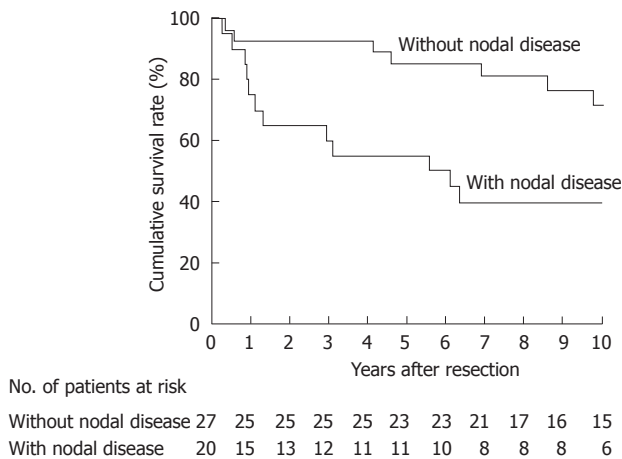 100
80
60
40
20
0
Cumulative survival rate (%)
Without nodal disease
With nodal disease
0 1 2 3 4 5 6 7 8 9 10
Years after resection
No. of patients at risk
Without nodal disease 27 25 25 25 25 23 23 21 17 16 15
With nodal disease 20 15 13 12 11 11 10 8 8 8 6